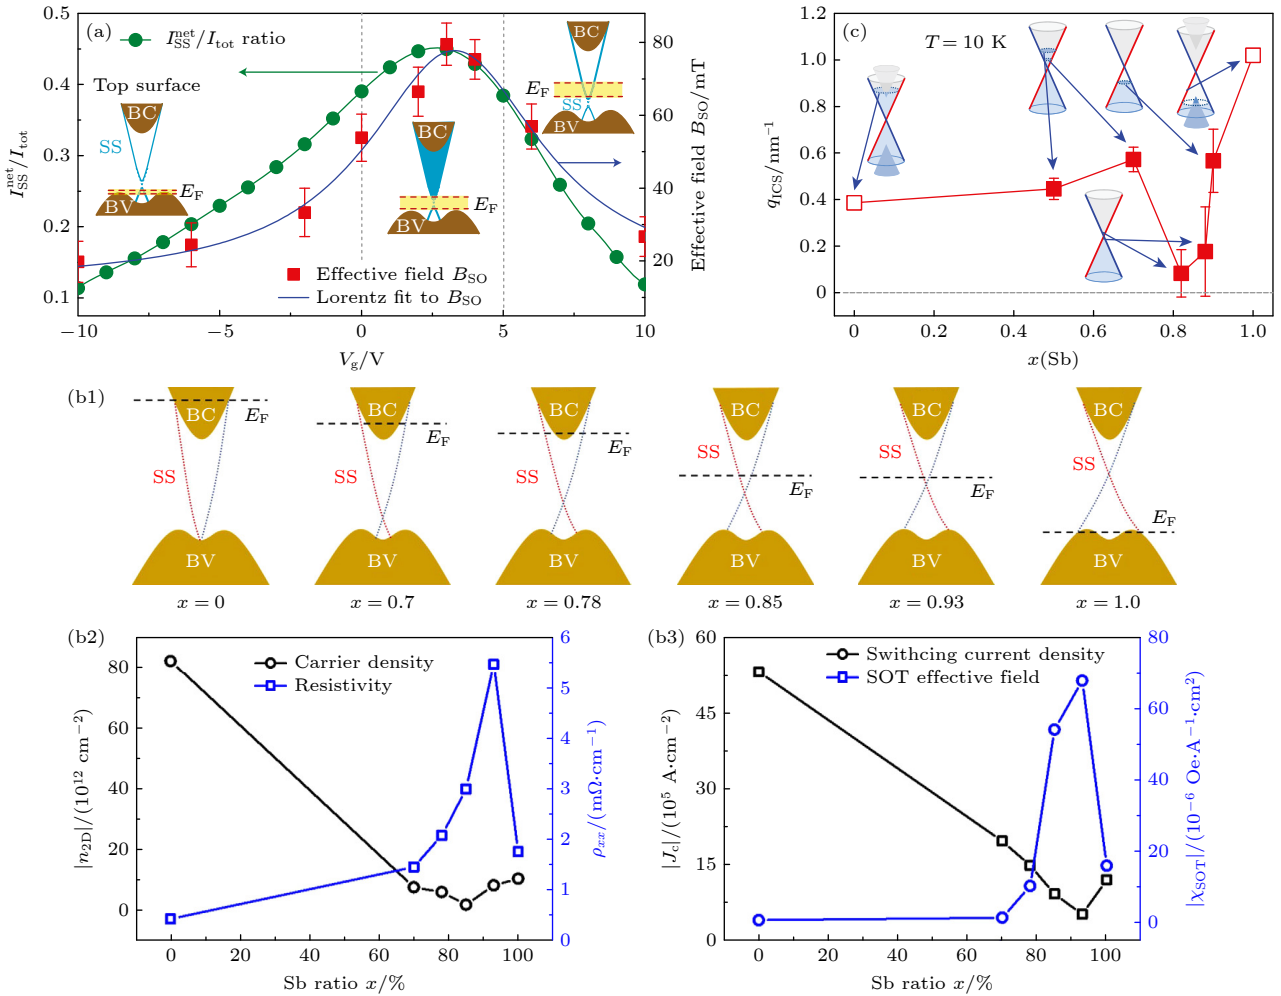 (a)
I_SS^net/I_tot ratio
Top surface
BC
SS
E_F
BV
BC
E_F
BV
BC
E_F
SS
BV
Effective field B_SO
Lorentz fit to B_SO
0.5
0.4
0.3
0.2
0.1
I_SS^net/I_tot
80
60
40
20
Effective field B_SO/mT
−10
−5
0
5
10
V_g/V
(c)
T = 10 K
1.2
1.0
0.8
0.6
0.4
0.2
0
q_ICS/nm⁻¹
0
0.2
0.4
0.6
0.8
1.0
x(Sb)
(b1)
BC
E_F
SS
BV
x = 0
BC
E_F
SS
BV
x = 0.7
BC
E_F
SS
BV
x = 0.78
BC
SS
E_F
BV
x = 0.85
BC
SS
E_F
BV
x = 0.93
BC
SS
E_F
BV
x = 1.0
(b2)
Carrier density
Resistivity
80
60
40
20
0
|n_2D|/(10¹² cm⁻²)
6
5
4
3
2
1
0
ρ_xx/(mΩ·cm⁻¹)
0
20
40
60
80
100
Sb ratio x/%
(b3)
Swithcing current density
SOT effective field
60
45
30
15
0
|J_c|/(10⁵ A·cm⁻²)
80
60
40
20
0
|χ_SOT|/(10⁻⁶ Oe·A⁻¹·cm²)
0
20
40
60
80
100
Sb ratio x/%